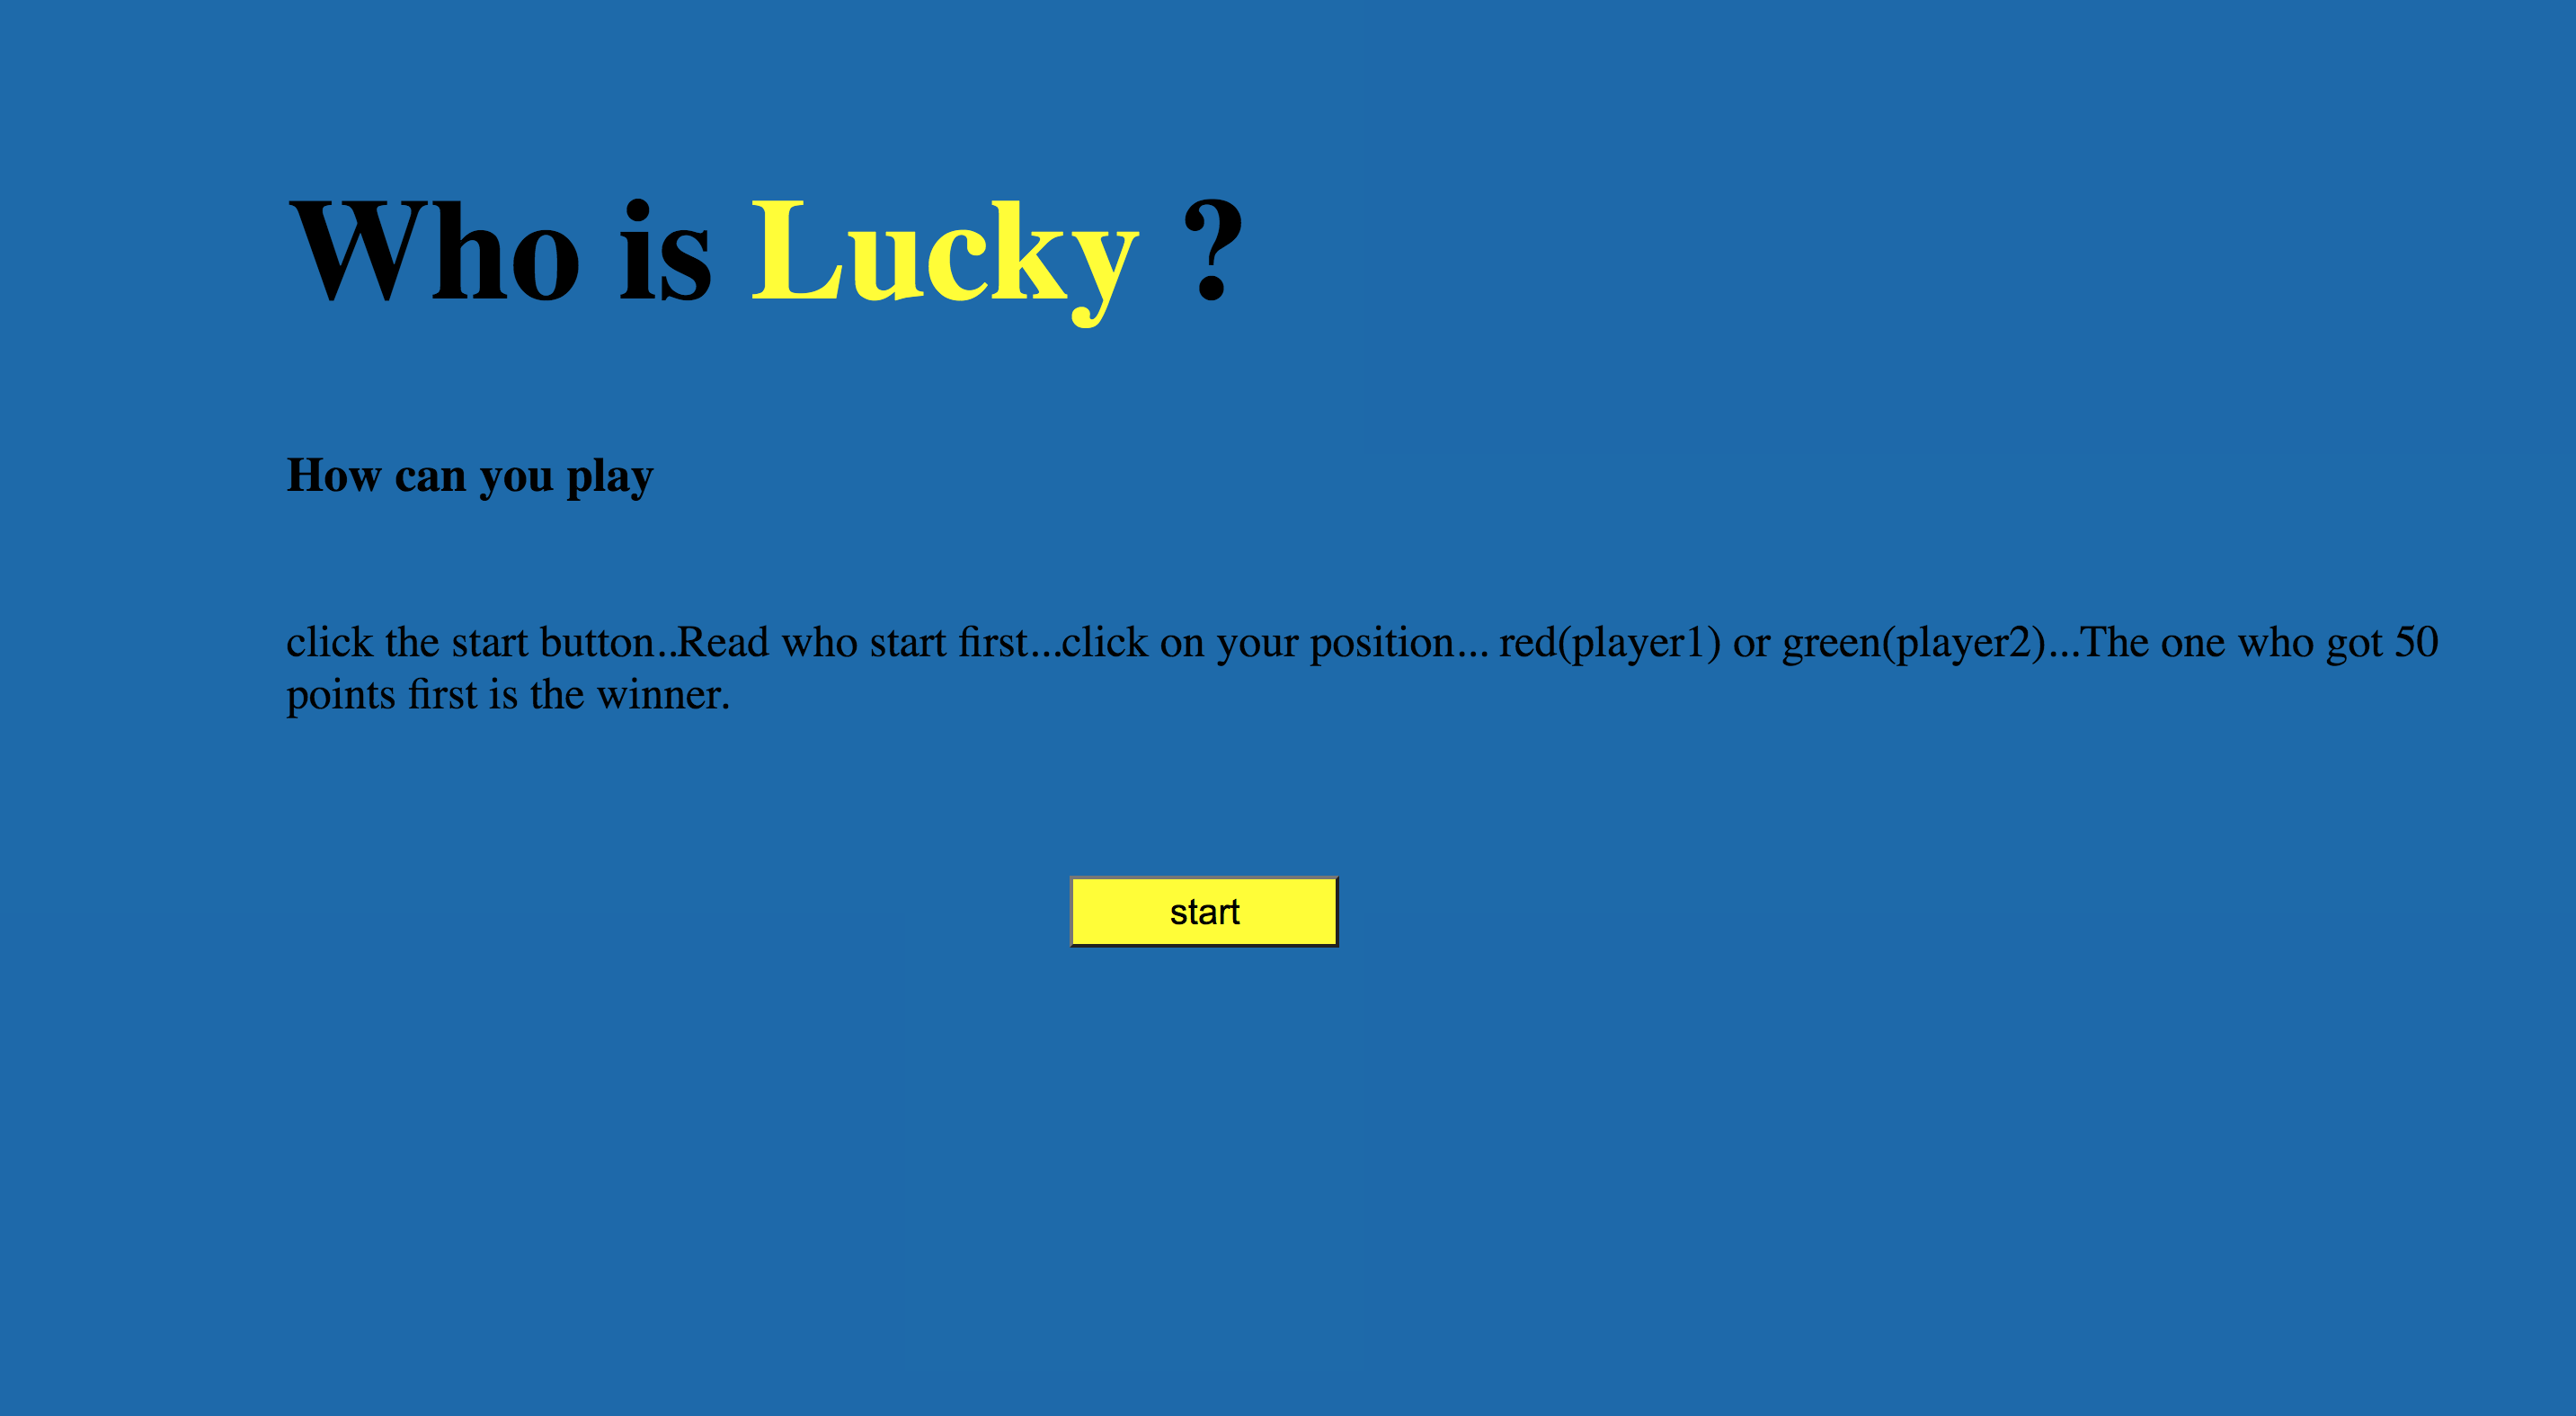 Who is Lucky ?
How can you play
click the start button..Read who start first...click on your position... red(player1) or green(player2)...The one who got 50
points first is the winner.
start